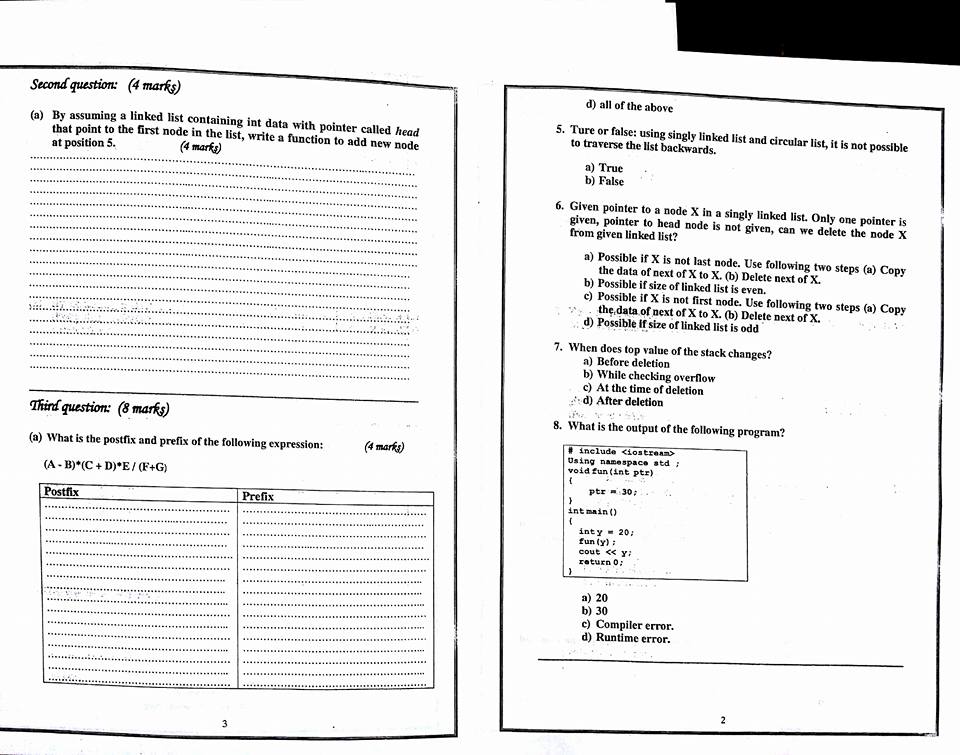 Second question: (4 marks)
(a) By assuming a linked list containing int data with pointer called head
that point to the first node in the list, write a function to add new node
at position 5. (4 marks)
Third question: (8 marks)
(a) What is the postfix and prefix of the following expression: (4 marks)
(A - B)*(C + D)*E / (F+G)
Postfix Prefix
3
d) all of the above
5. Ture or false: using singly linked list and circular list, it is not possible
to traverse the list backwards.
a) True
b) False
6. Given pointer to a node X in a singly linked list. Only one pointer is
given, pointer to head node is not given, can we delete the node X
from given linked list?
a) Possible if X is not last node. Use following two steps (a) Copy
the data of next of X to X. (b) Delete next of X.
b) Possible if size of linked list is even.
c) Possible if X is not first node. Use following two steps (a) Copy
the data of next of X to X. (b) Delete next of X.
d) Possible if size of linked list is odd
7. When does top value of the stack changes?
a) Before deletion
b) While checking overflow
c) At the time of deletion
d) After deletion
8. What is the output of the following program?
# include <iostream>
Using namespace std ;
void fun(int ptr)
{
ptr = 30;
}
int main()
{
int y = 20;
fun(y) ;
cout << y;
return 0;
}
a) 20
b) 30
c) Compiler error.
d) Runtime error.
2